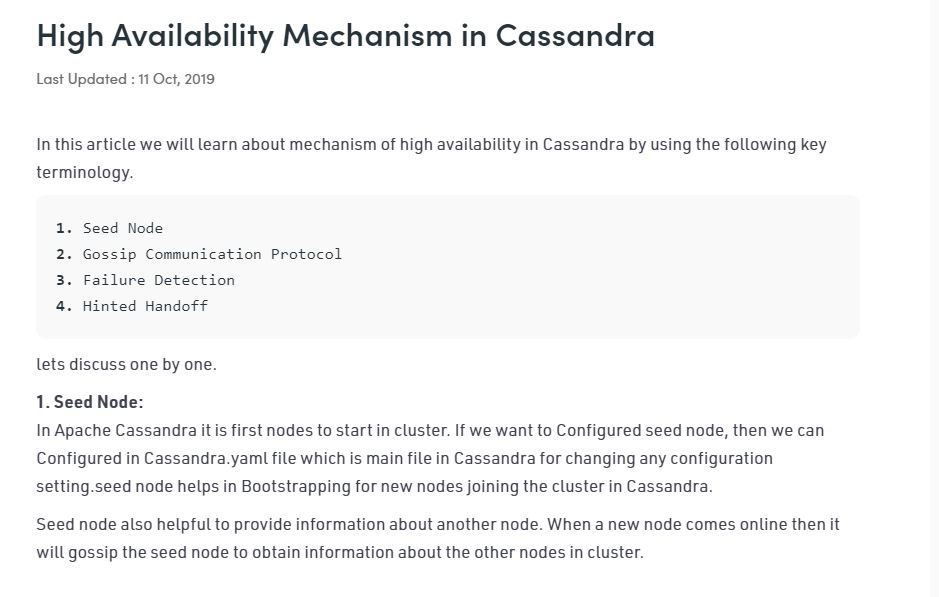 High Availability Mechanism in Cassandra
Last Updated : 11 Oct, 2019
In this article we will learn about mechanism of high availability in Cassandra by using the following key
terminology.
1. Seed Node
2. Gossip Communication Protocol
3. Failure Detection
4. Hinted Handoff
lets discuss one by one.
1. Seed Node:
In Apache Cassandra it is first nodes to start in cluster. If we want to Configured seed node, then we can
Configured in Cassandra.yaml file which is main file in Cassandra for changing any configuration
setting.seed node helps in Bootstrapping for new nodes joining the cluster in Cassandra.
Seed node also helpful to provide information about another node. When a new node comes online then it
will gossip the seed node to obtain information about the other nodes in cluster.